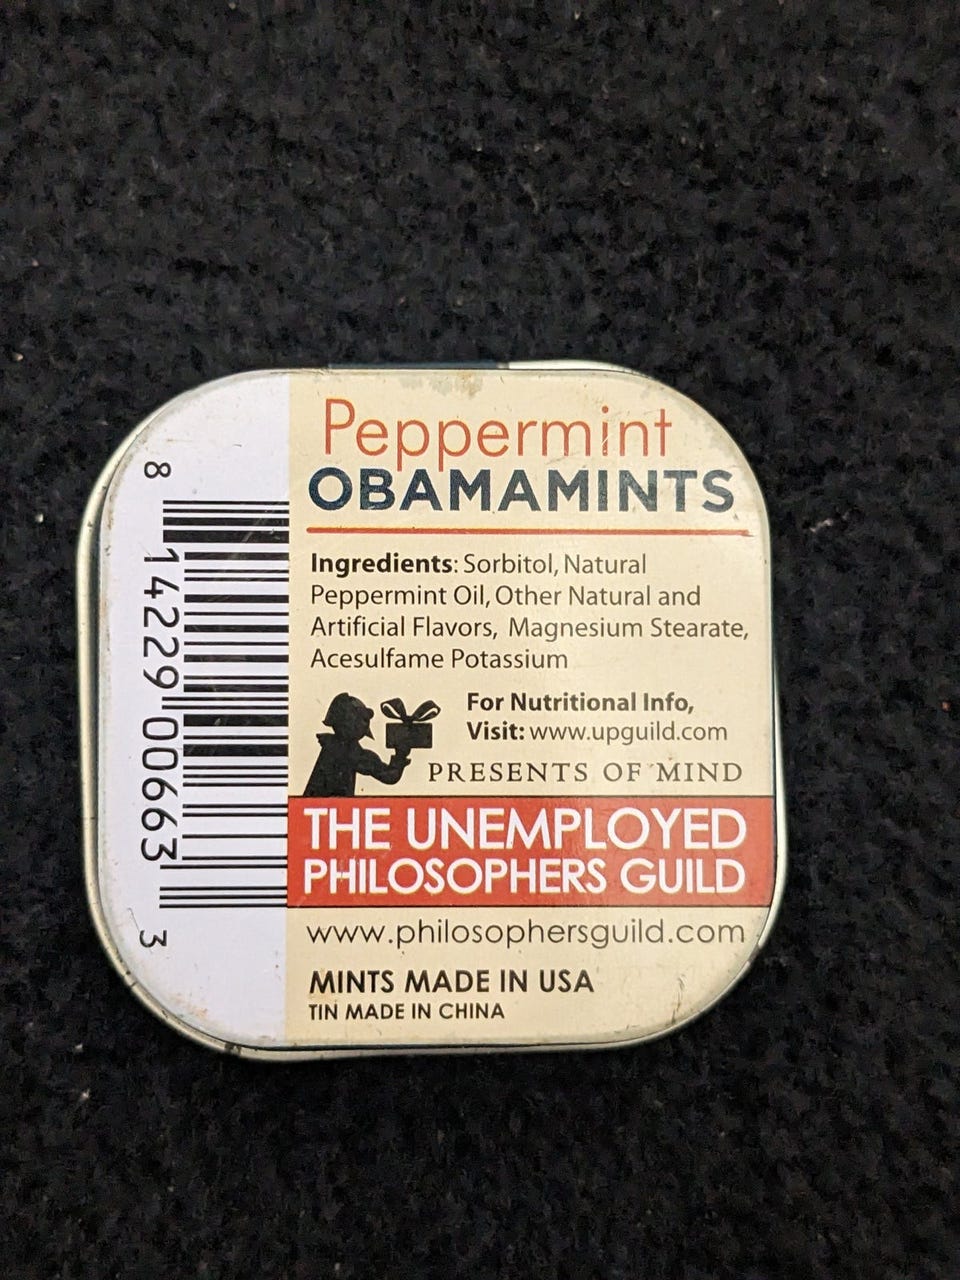 Peppermint
OBAMAMINTS
Ingredients: Sorbitol, Natural
Peppermint Oil, Other Natural and
Artificial Flavors, Magnesium Stearate,
Acesulfame Potassium
For Nutritional Info,
Visit: www.upguild.com
PRESENTS OF MIND
THE UNEMPLOYED
PHILOSOPHERS GUILD
www.philosophersguild.com
MINTS MADE IN USA
TIN MADE IN CHINA
8 14229 00663 3